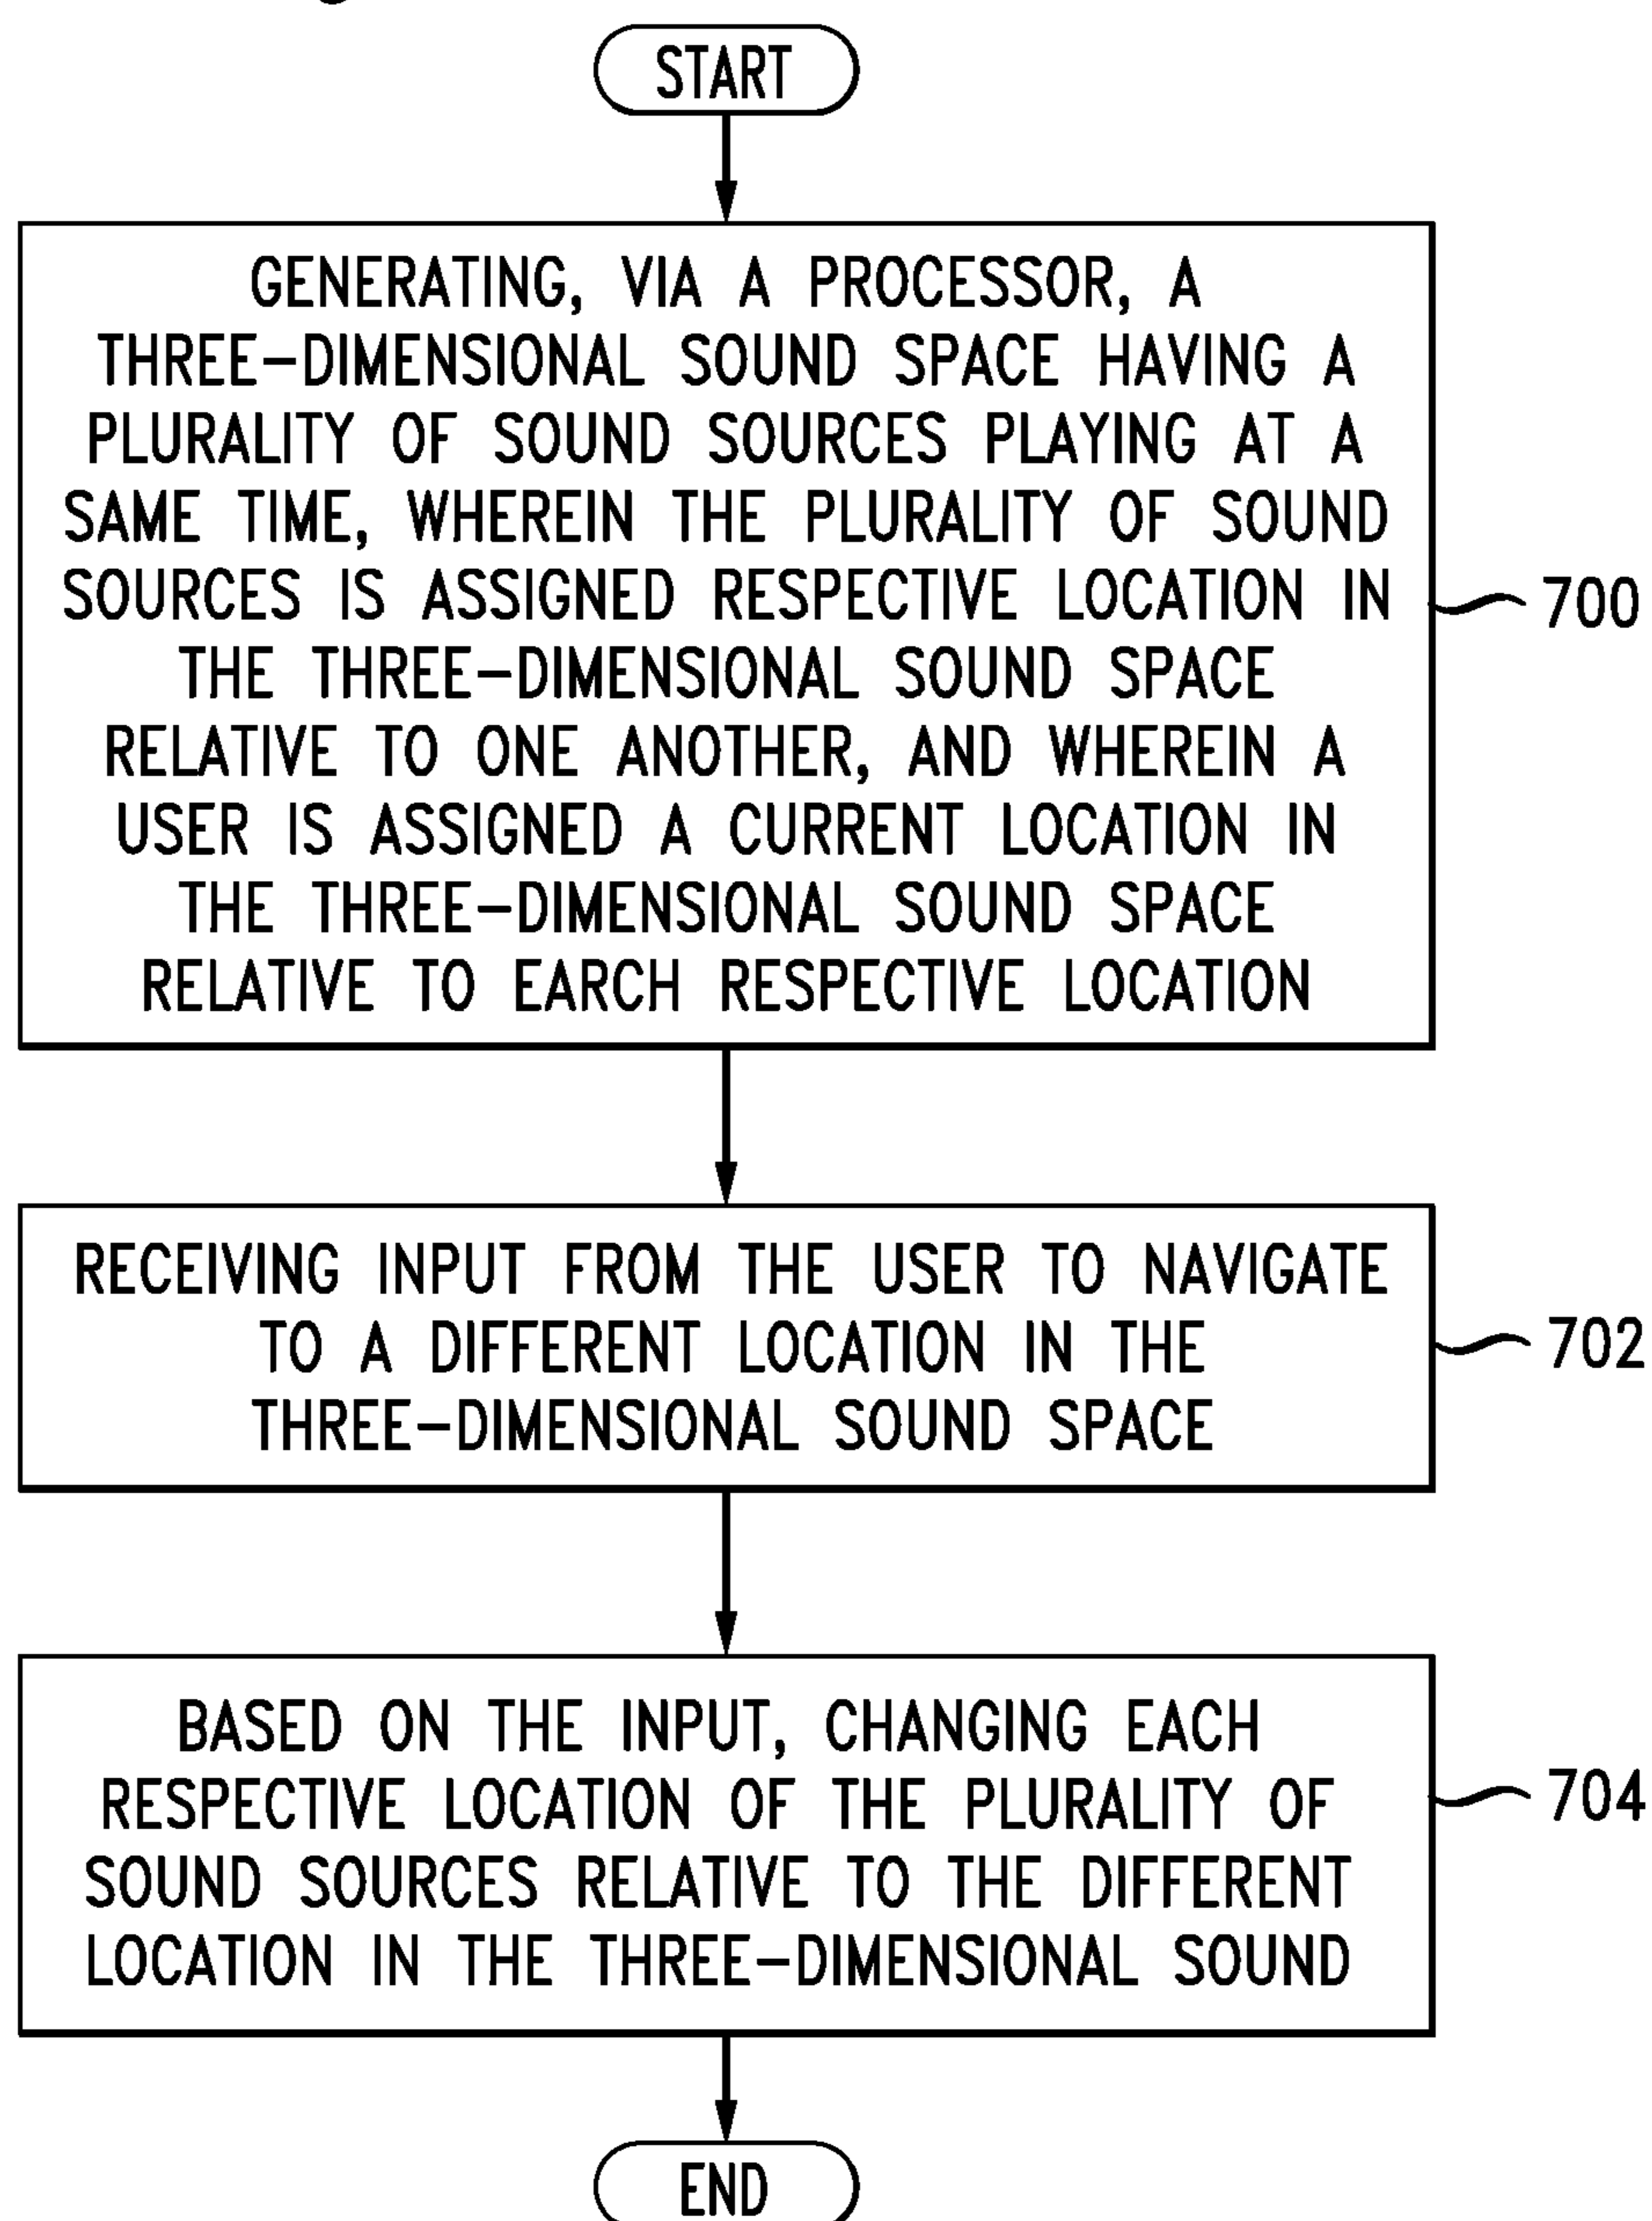 START
GENERATING, VIA A PROCESSOR, A
THREE-DIMENSIONAL SOUND SPACE HAVING A
PLURALITY OF SOUND SOURCES PLAYING AT A
SAME TIME, WHEREIN THE PLURALITY OF SOUND
SOURCES IS ASSIGNED RESPECTIVE LOCATION IN
THE THREE-DIMENSIONAL SOUND SPACE
RELATIVE TO ONE ANOTHER, AND WHEREIN A
USER IS ASSIGNED A CURRENT LOCATION IN
THE THREE-DIMENSIONAL SOUND SPACE
RELATIVE TO EARCH RESPECTIVE LOCATION
700
RECEIVING INPUT FROM THE USER TO NAVIGATE
TO A DIFFERENT LOCATION IN THE
THREE-DIMENSIONAL SOUND SPACE
702
BASED ON THE INPUT, CHANGING EACH
RESPECTIVE LOCATION OF THE PLURALITY OF
SOUND SOURCES RELATIVE TO THE DIFFERENT
LOCATION IN THE THREE-DIMENSIONAL SOUND
704
END